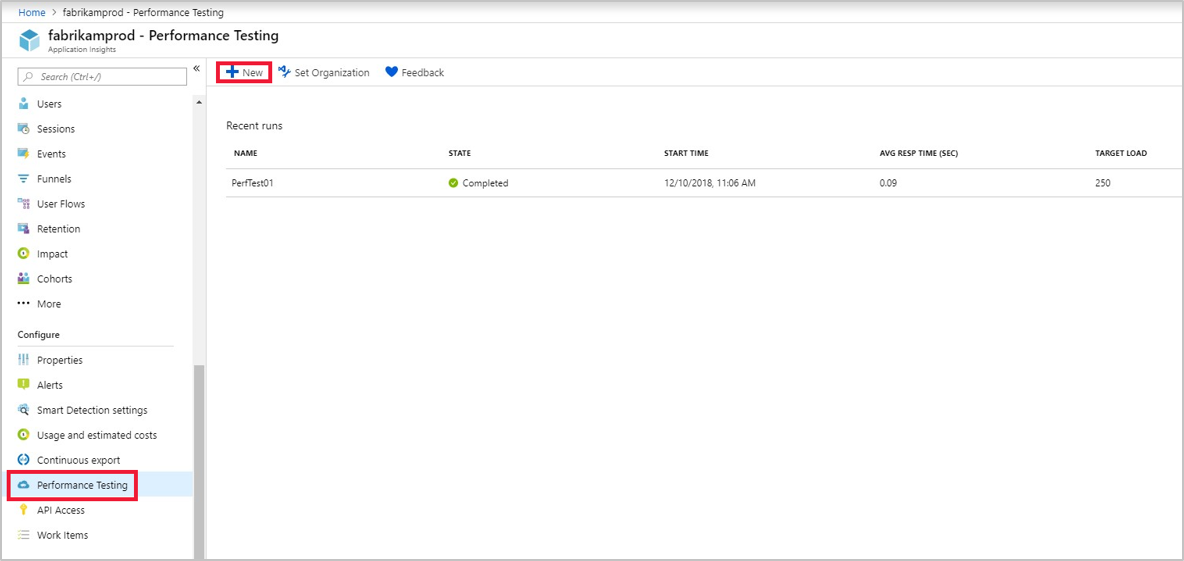 Home > fabrikamprod - Performance Testing
fabrikamprod - Performance Testing
Application Insights
Search (Ctrl+/)
«
Users
Sessions
Events
Funnels
User Flows
Retention
Impact
Cohorts
More
Configure
Properties
Alerts
Smart Detection settings
Usage and estimated costs
Continuous export
Performance Testing
API Access
Work Items
New Set Organization Feedback
Recent runs
NAME STATE START TIME AVG RESP TIME (SEC) TARGET LOAD
PerfTest01 Completed 12/10/2018, 11:06 AM 0.09 250